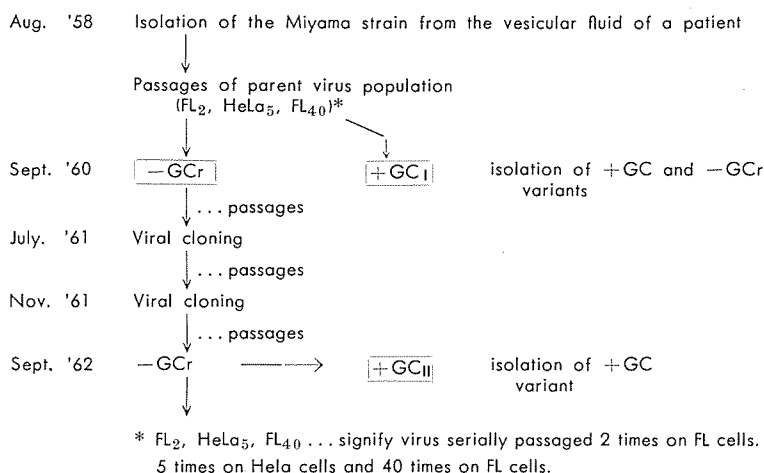 Aug. '58 Isolation of the Miyama strain from the vesicular fluid of a patient
Passages of parent virus population
(FL2, HeLa5, FL40)*
Sept. '60 −GCr +GC I isolation of +GC and −GCr
variants
... passages
July. '61 Viral cloning
... passages
Nov. '61 Viral cloning
... passages
Sept. '62 −GCr +GC II isolation of +GC
variant
* FL2, HeLa5, FL40 ... signify virus serially passaged 2 times on FL cells.
5 times on Hela cells and 40 times on FL cells.